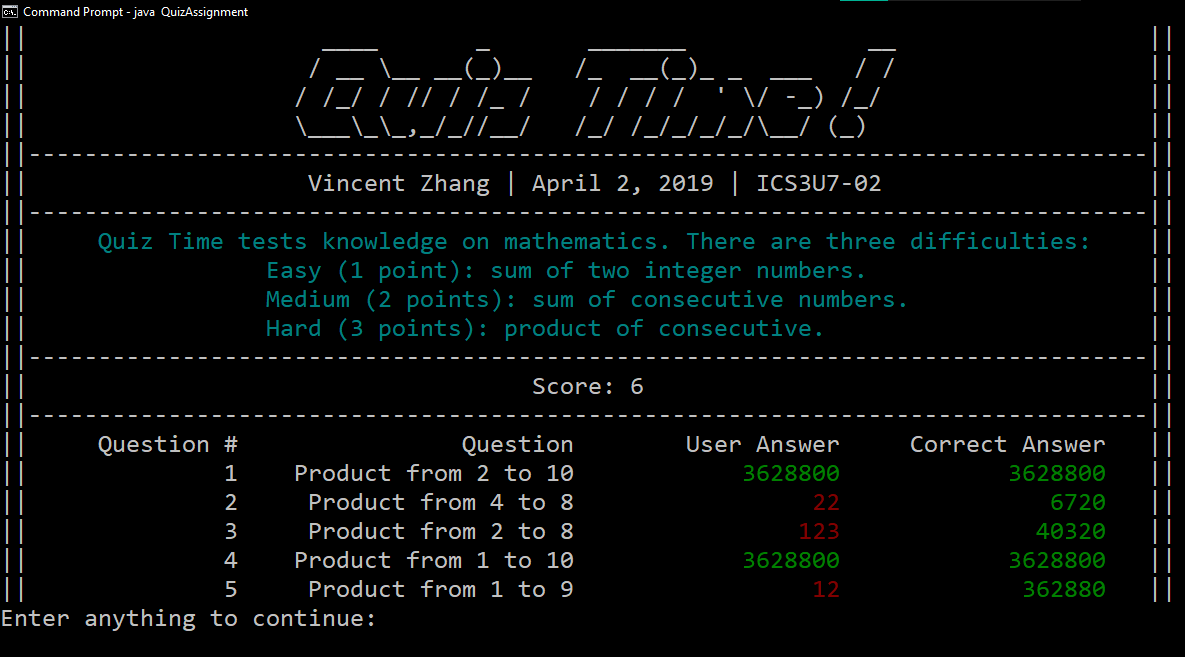 Command Prompt - java QuizAssignment
Quiz Time!
Vincent Zhang | April 2, 2019 | ICS3U7-02
Quiz Time tests knowledge on mathematics. There are three difficulties:
Easy (1 point): sum of two integer numbers.
Medium (2 points): sum of consecutive numbers.
Hard (3 points): product of consecutive.
Score: 6
Question # Question User Answer Correct Answer
1 Product from 2 to 10 3628800 3628800
2 Product from 4 to 8 22 6720
3 Product from 2 to 8 123 40320
4 Product from 1 to 10 3628800 3628800
5 Product from 1 to 9 12 362880
Enter anything to continue: